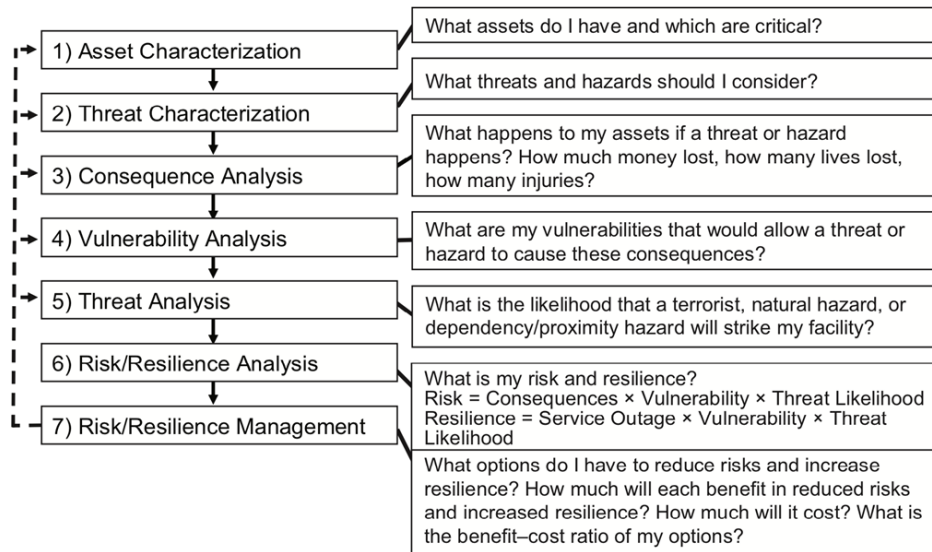 1) Asset Characterization
What assets do I have and which are critical?
2) Threat Characterization
What threats and hazards should I consider?
3) Consequence Analysis
What happens to my assets if a threat or hazard
happens? How much money lost, how many lives lost,
how many injuries?
4) Vulnerability Analysis
What are my vulnerabilities that would allow a threat or
hazard to cause these consequences?
5) Threat Analysis
What is the likelihood that a terrorist, natural hazard, or
dependency/proximity hazard will strike my facility?
6) Risk/Resilience Analysis
What is my risk and resilience?
Risk = Consequences × Vulnerability × Threat Likelihood
Resilience = Service Outage × Vulnerability × Threat
Likelihood
7) Risk/Resilience Management
What options do I have to reduce risks and increase
resilience? How much will each benefit in reduced risks
and increased resilience? How much will it cost? What is
the benefit–cost ratio of my options?